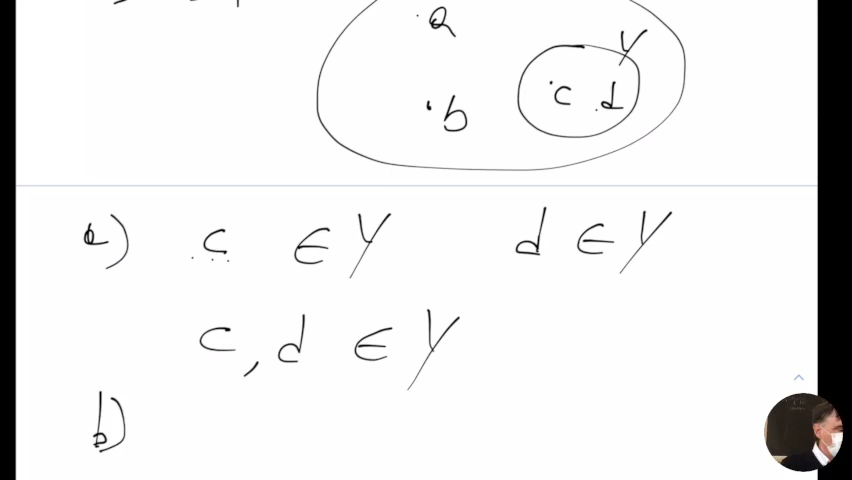 a
Y
c d
b
a) c ∈ Y d ∈ Y
c, d ∈ Y
b)